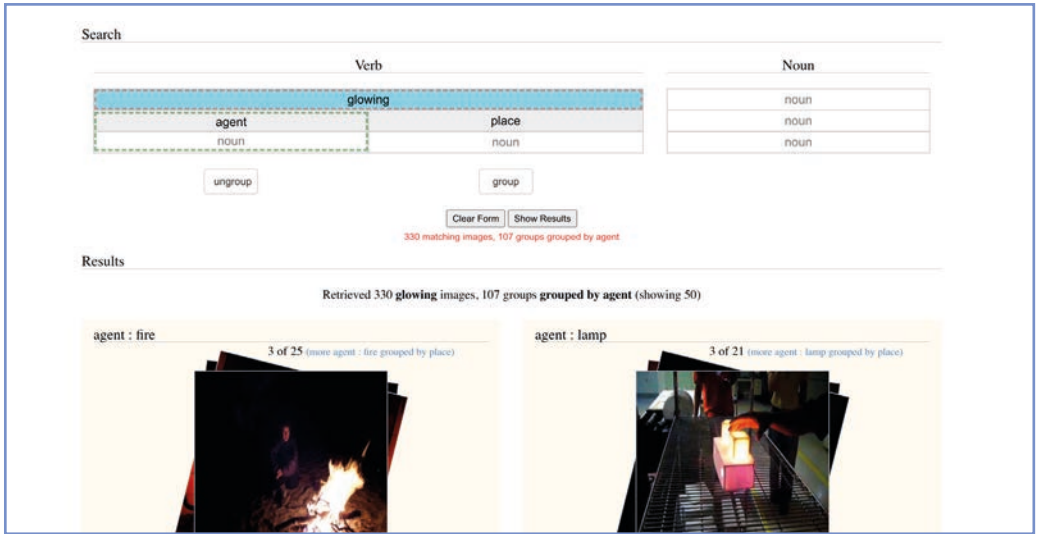 Search
Verb
Noun
glowing
noun
agent place
noun
noun noun
noun
ungroup group
Clear Form Show Results
330 matching images, 107 groups grouped by agent
Results
Retrieved 330 glowing images, 107 groups grouped by agent (showing 50)
agent : fire
3 of 25 (more agent : fire grouped by place)
agent : lamp
3 of 21 (more agent : lamp grouped by place)